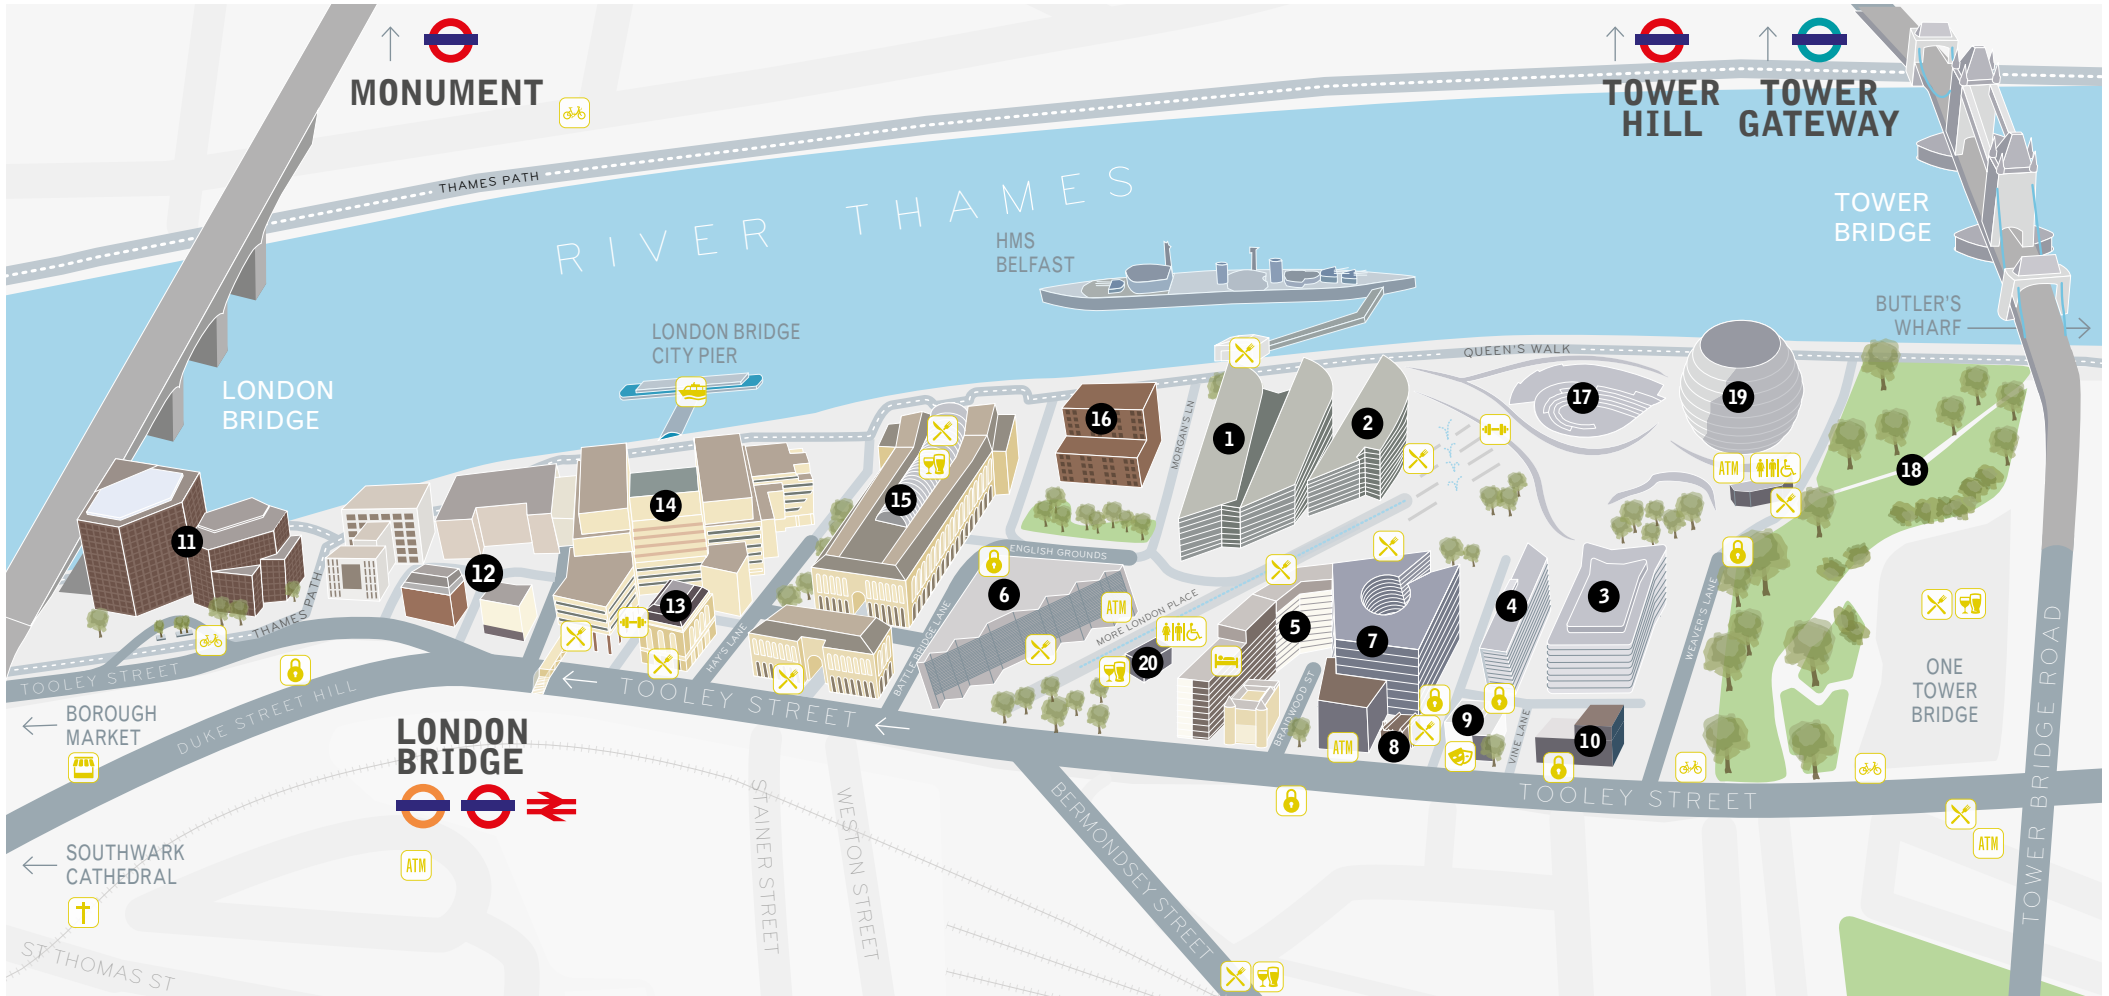 MONUMENT
TOWER
HILL
TOWER
GATEWAY
THAMES PATH
RIVER THAMES
HMS
BELFAST
TOWER
BRIDGE
BUTLER'S
WHARF
LONDON BRIDGE
CITY PIER
LONDON
BRIDGE
QUEEN'S WALK
MORGAN'S LN
1
2
16
17
19
18
ATM
15
14
11
12
13
ENGLISH GROUNDS
6
ATM
MORE LONDON PLACE
20
5
7
4
3
WEAVER'S LANE
THAMES PATH
HAY'S LANE
BATTLE BRIDGE LANE
BRAIDWOOD ST
ATM
8
9
VINE LANE
10
ONE
TOWER
BRIDGE
TOOLEY STREET
TOOLEY STREET
TOOLEY STREET
DUKE STREET HILL
BOROUGH
MARKET
LONDON
BRIDGE
ATM
SOUTHWARK
CATHEDRAL
ST THOMAS ST
STAINER STREET
WESTON STREET
BERMONDSEY STREET
TOWER BRIDGE ROAD
ATM